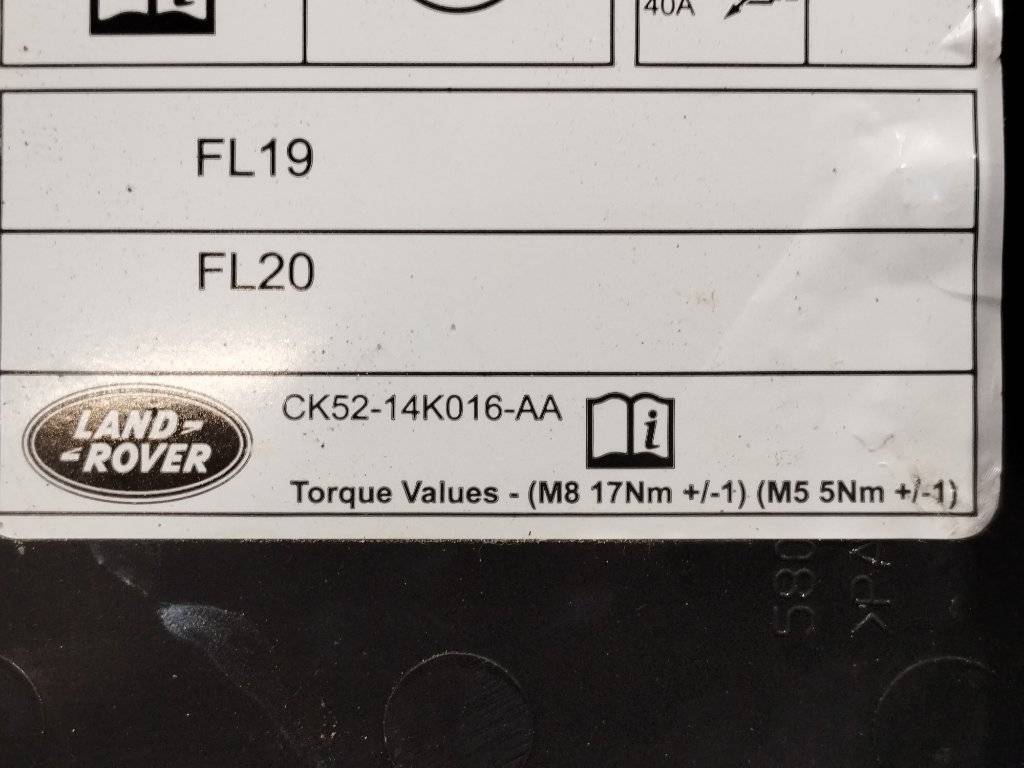 40A
FL19
FL20
LAND-
-ROVER
CK52-14K016-AA
i
Torque Values - (M8 17Nm +/-1) (M5 5Nm +/-1)